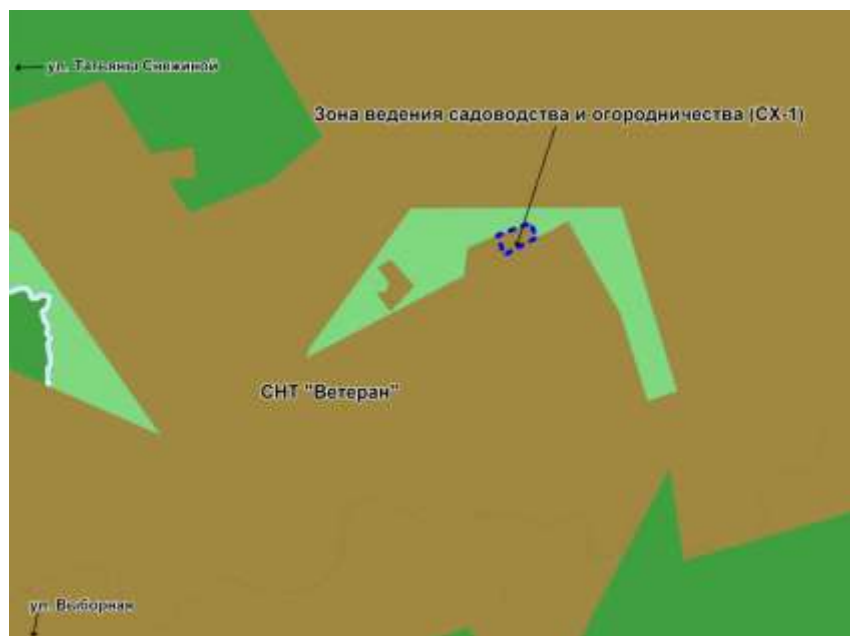 ул. Татьяны Снежиной
Зона ведения садоводства и огородничества (СХ-1)
СНТ "Ветеран"
ул. Выборная